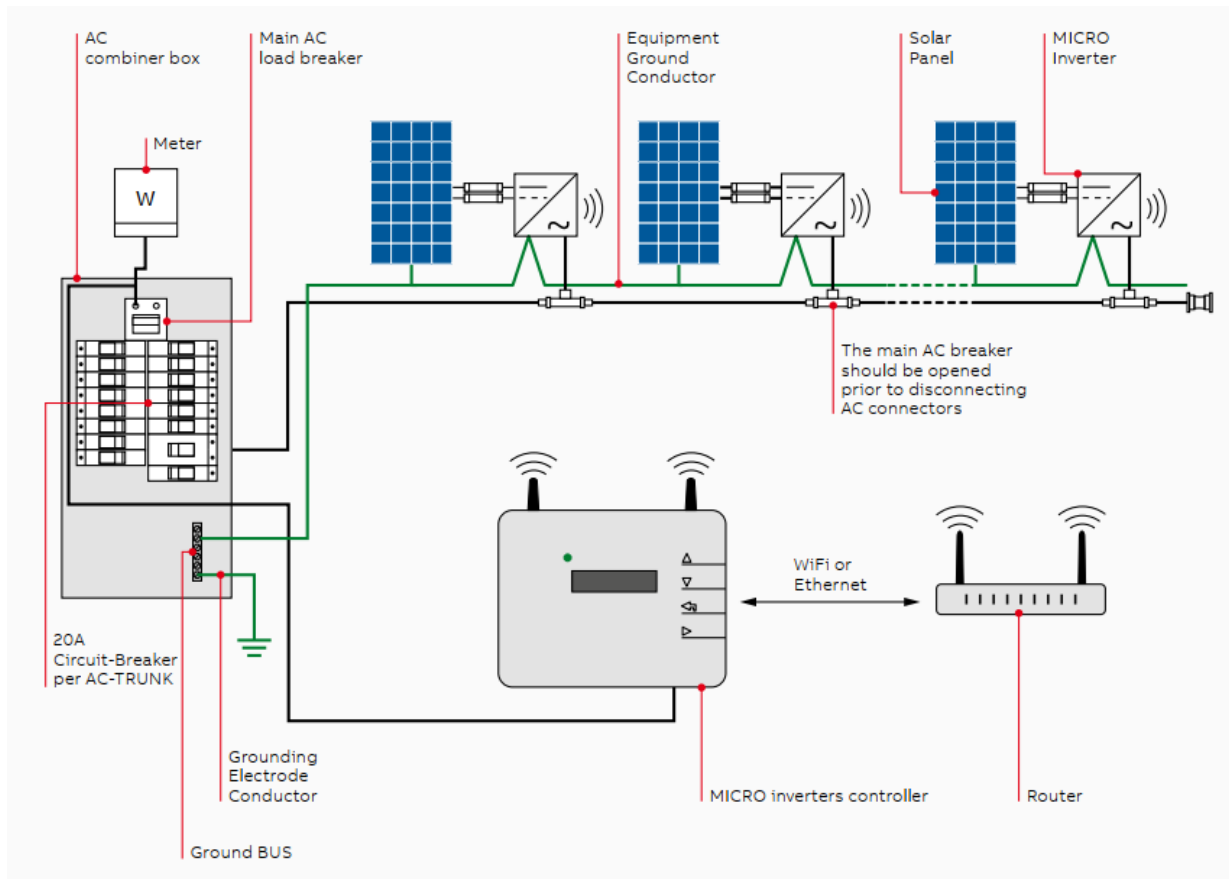 AC
combiner box
Main AC
load breaker
Equipment
Ground
Conductor
Solar
Panel
MICRO
Inverter
Meter
W
The main AC breaker
should be opened
prior to disconnecting
AC connectors
WiFi or
Ethernet
20A
Circuit-Breaker
per AC-TRUNK
Grounding
Electrode
Conductor
MICRO inverters controller
Router
Ground BUS